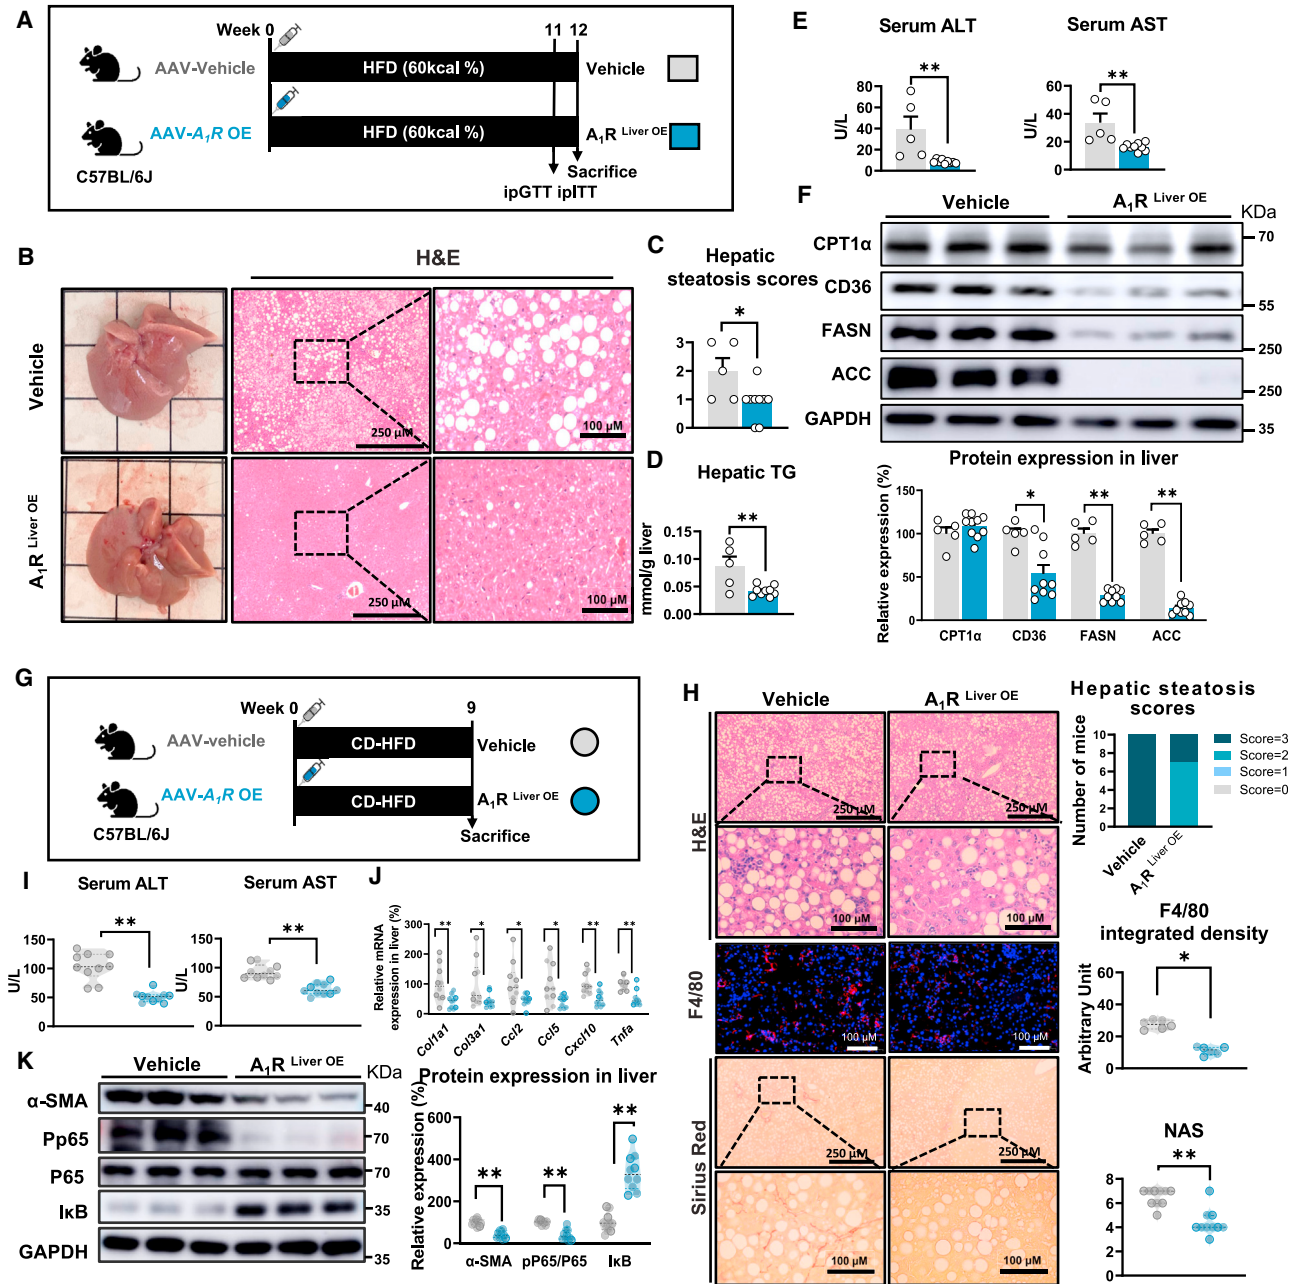 A
Week 0
11
12
AAV-Vehicle
HFD (60kcal %)
Vehicle
AAV-A₁R OE
HFD (60kcal %)
A₁R Liver OE
C57BL/6J
Sacrifice
ipGTT ipITT
B
H&E
Vehicle
250 µM
100 µM
A₁R Liver OE
250 µM
100 µM
C
Hepatic
steatosis scores
*
3
2
1
0
D
Hepatic TG
**
mmol/g liver
0.15
0.10
0.05
0.00
E
Serum ALT
**
U/L
80
60
40
20
0
Serum AST
**
U/L
60
40
20
0
F
Vehicle
A₁R Liver OE
KDa
CPT1α
70
CD36
55
FASN
250
ACC
250
GAPDH
35
Protein expression in liver
Relative expression (%)
150
100
50
0
*
**
**
CPT1α
CD36
FASN
ACC
G
Week 0
9
AAV-vehicle
CD-HFD
Vehicle
AAV-A₁R OE
CD-HFD
A₁R Liver OE
C57BL/6J
Sacrifice
H
Vehicle
A₁R Liver OE
H&E
250 µM
250 µM
100 µM
100 µM
F4/80
100 µM
100 µM
Sirius Red
250 µM
250 µM
100 µM
100 µM
Hepatic steatosis
scores
Number of mice
10
8
6
4
2
0
Score=3
Score=2
Score=1
Score=0
Vehicle
A₁R Liver OE
F4/80
integrated density
Arbitrary Unit
60
40
20
0
*
NAS
**
8
6
4
2
0
I
Serum ALT
**
U/L
150
100
50
0
Serum AST
**
U/L
150
100
50
0
J
Relative mRNA
expression in liver (%)
300
200
100
0
**
*
*
*
**
**
Col1a1
Col3a1
Ccl2
Ccl5
Cxcl10
Tnfa
K
Vehicle
A₁R Liver OE
KDa
α-SMA
40
Pp65
70
P65
70
IκB
35
GAPDH
35
Protein expression in liver
Relative expression (%)
600
400
200
0
**
**
**
α-SMA
pP65/P65
IκB